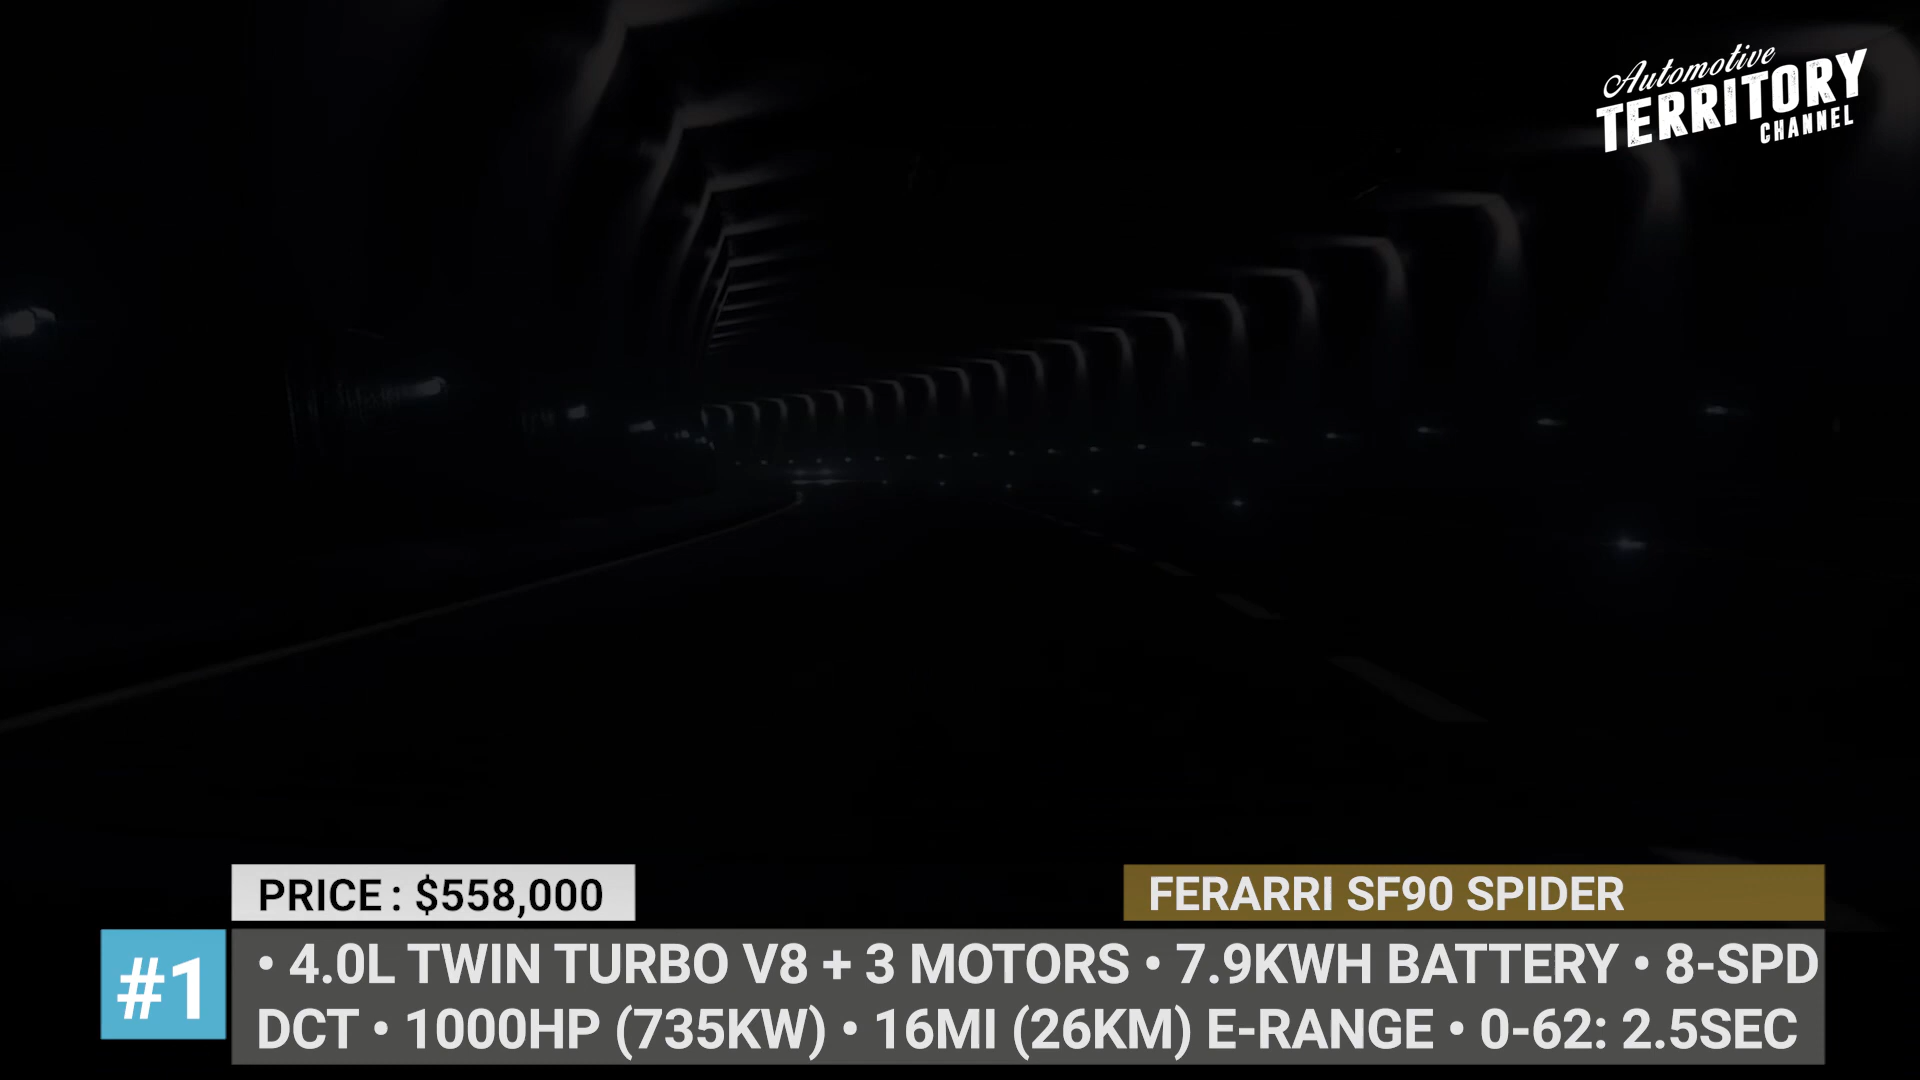 Automotive
TERRITORY
CHANNEL
PRICE : $558,000
FERARRI SF90 SPIDER
#1
• 4.0L TWIN TURBO V8 + 3 MOTORS • 7.9KWH BATTERY • 8-SPD
DCT • 1000HP (735KW) • 16MI (26KM) E-RANGE • 0-62: 2.5SEC